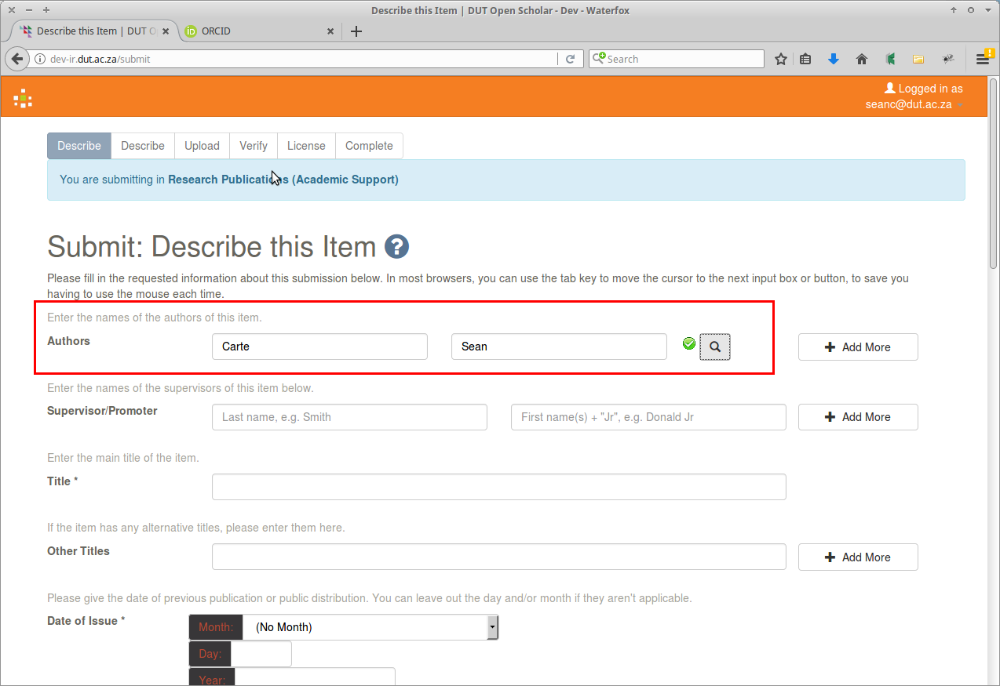 Describe this Item | DUT Open Scholar - Dev - Waterfox
Describe this Item | DUT O
iD ORCID
dev-ir.dut.ac.za/submit
Search
Logged in as
seanc@dut.ac.za
Describe Describe Upload Verify License Complete
You are submitting in Research Publications (Academic Support)
Submit: Describe this Item ?
Please fill in the requested information about this submission below. In most browsers, you can use the tab key to move the cursor to the next input box or button, to save you
having to use the mouse each time.
Enter the names of the authors of this item.
Authors Carte Sean Add More
Enter the names of the supervisors of this item below.
Supervisor/Promoter Last name, e.g. Smith First name(s) + "Jr", e.g. Donald Jr Add More
Enter the main title of the item.
Title *
If the item has any alternative titles, please enter them here.
Other Titles Add More
Please give the date of previous publication or public distribution. You can leave out the day and/or month if they aren't applicable.
Date of Issue * Month: (No Month)
Day:
Year: